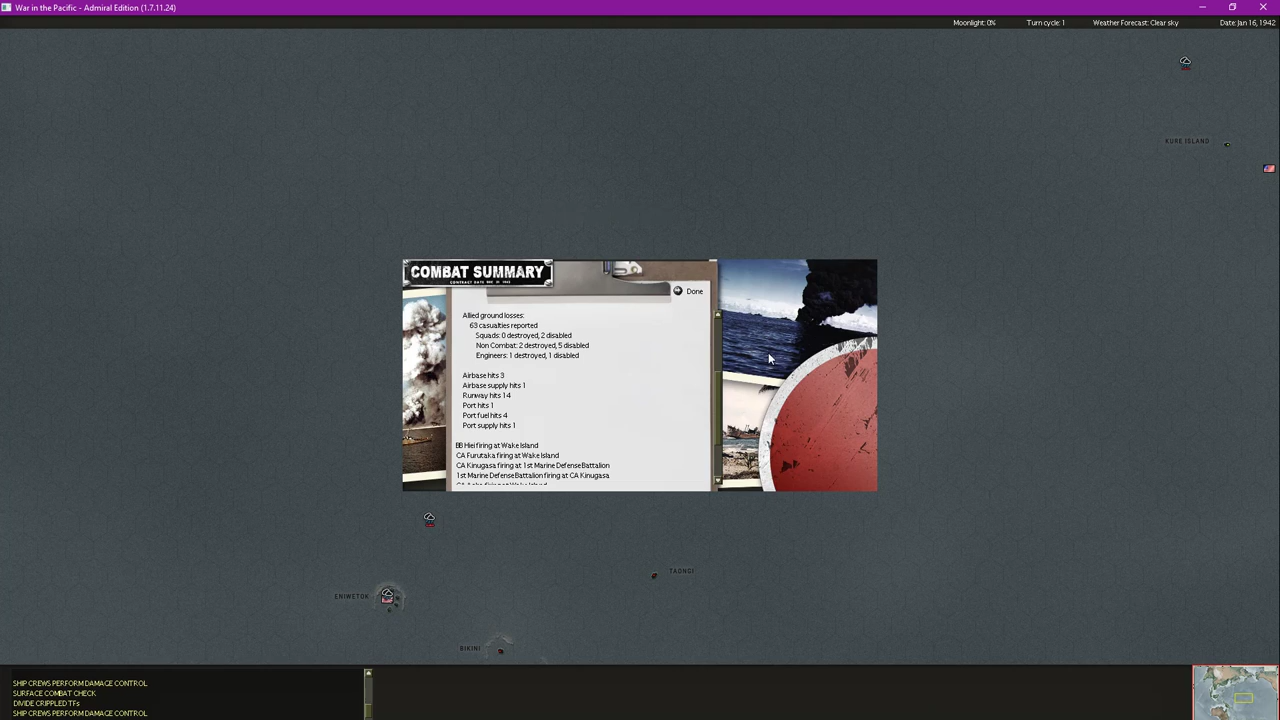 War in the Pacific - Admiral Edition (1.7.11.24)
Moonlight: 0% Turn cycle: 1 Weather Forecast: Clear sky Date: Jan 16, 1942
KURE ISLAND
COMBAT SUMMARY
Done
Allied ground losses:
63 casualties reported
Squads: 0 destroyed, 2 disabled
Non Combat: 2 destroyed, 5 disabled
Engineers: 1 destroyed, 1 disabled
Airbase hits 3
Airbase supply hits 1
Runway hits 14
Port hits 1
Port fuel hits 4
Port supply hits 1
BB Hiei firing at Wake Island
CA Furutaka firing at Wake Island
CA Kinugasa firing at 1st Marine Defense Battalion
1st Marine Defense Battalion firing at CA Kinugasa
TAONGI
ENIWETOK
BIKINI
SHIP CREWS PERFORM DAMAGE CONTROL
SURFACE COMBAT CHECK
DIVIDE CRIPPLED TFs
SHIP CREWS PERFORM DAMAGE CONTROL